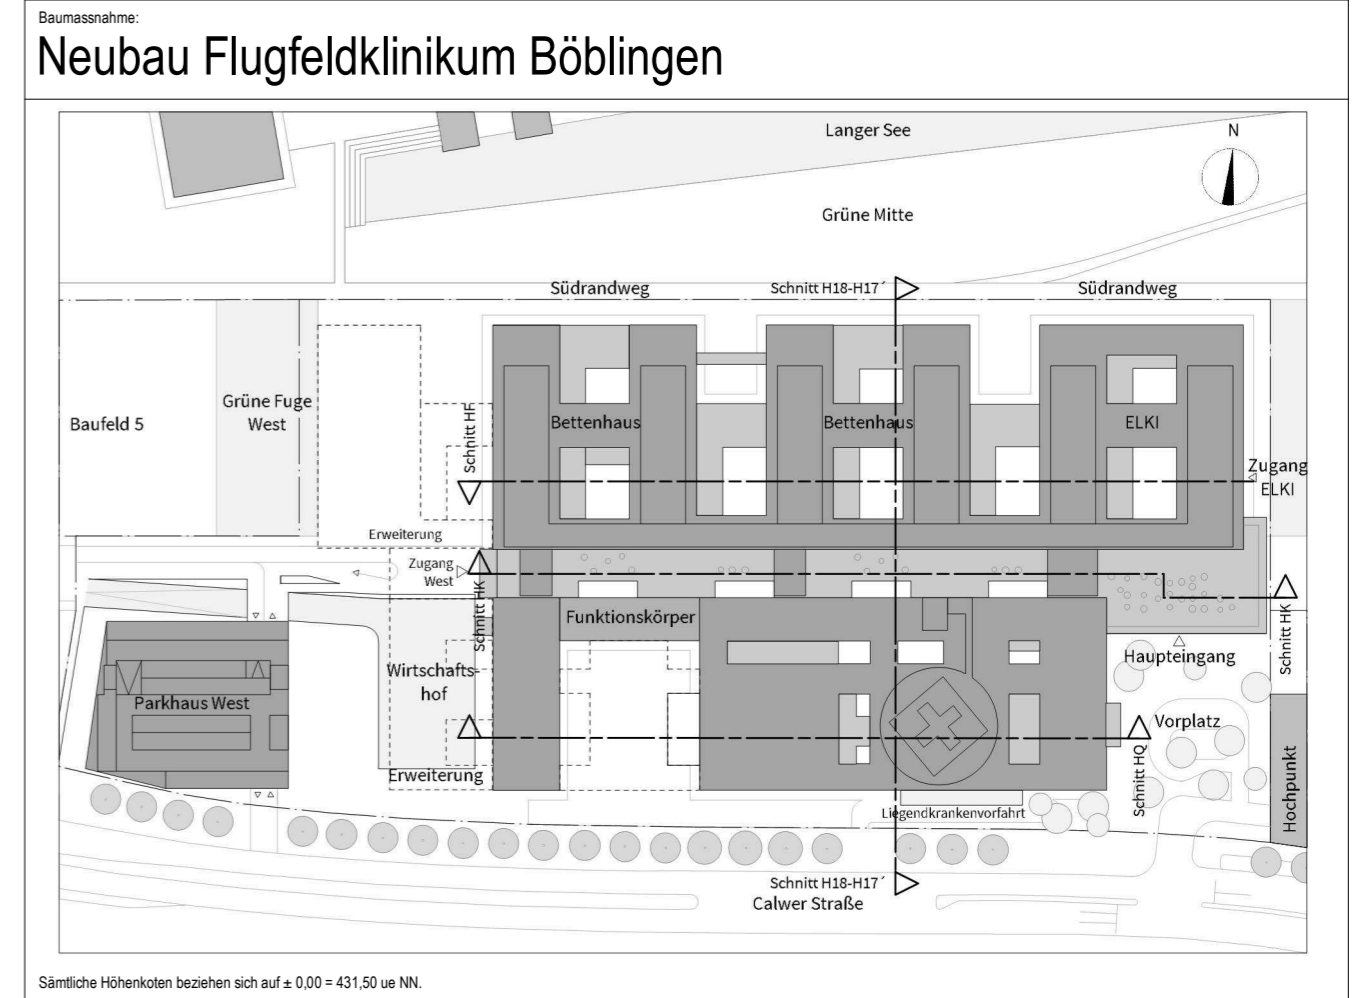 Baumassnahme:
Neubau Flugfeldklinikum Böblingen
Langer See
N
Grüne Mitte
Südrandweg
Schnitt H18-H17´
Südrandweg
Grüne Fuge
West
Baufeld 5
Schnitt HF
Bettenhaus
Bettenhaus
ELKI
Zugang
ELKI
Erweiterung
Zugang
West
Schnitt HK
Funktionskörper
Schnitt HK
Haupteingang
Wirtschafts-
hof
Parkhaus West
Vorplatz
Schnitt HQ
Hochpunkt
Erweiterung
Liegendkrankenvorfahrt
Schnitt H18-H17´
Calwer Straße
Sämtliche Höhenkoten beziehen sich auf ± 0,00 = 431,50 ue NN.